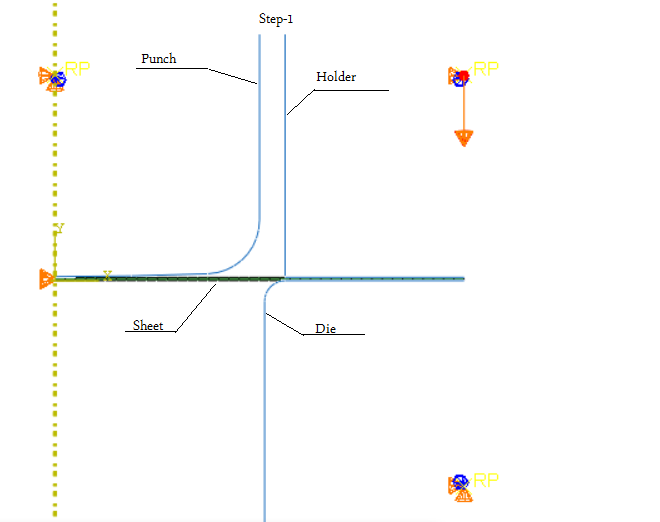 Step-1
Punch
RP
RP
Holder
Y
X
Sheet
Die
RP